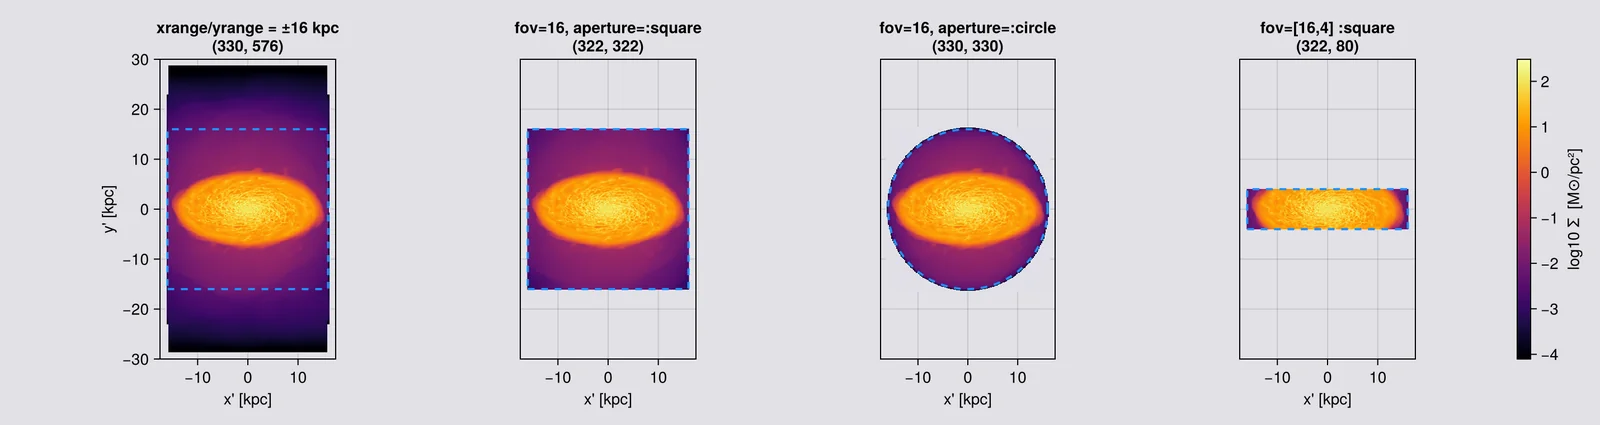 xrange/yrange = ±16 kpc
(330, 576)
fov=16, aperture=:square
(322, 322)
fov=16, aperture=:circle
(330, 330)
fov=[16,4] :square
(322, 80)
30
20
10
0
−10
−20
−30
y' [kpc]
−10 0 10
x' [kpc]
−10 0 10
x' [kpc]
−10 0 10
x' [kpc]
−10 0 10
x' [kpc]
2
1
0
−1
−2
−3
−4
log10 Σ [M⊙/pc²]